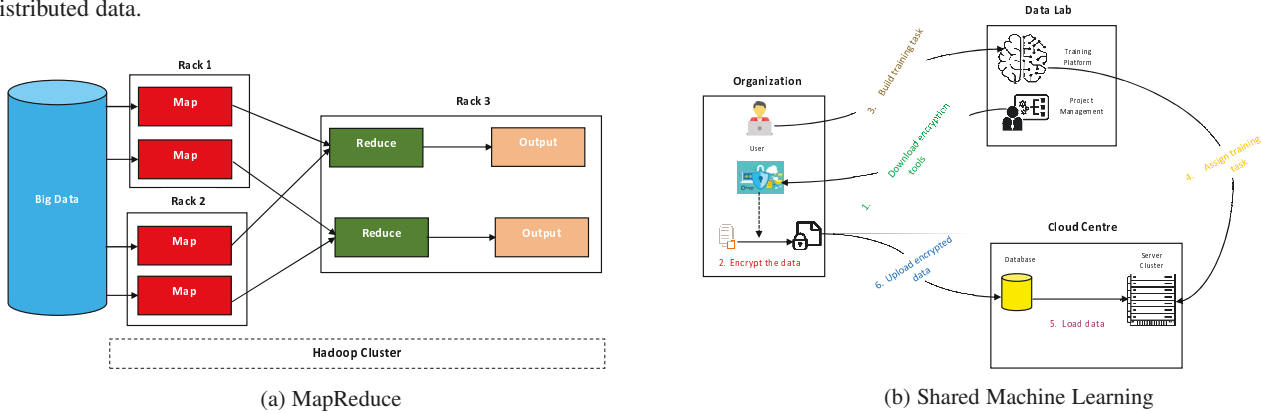 istributed data.
Rack 1
Map
Map
Rack 2
Map
Map
Big Data
Rack 3
Reduce
Output
Reduce
Output
Hadoop Cluster
(a) MapReduce
Data Lab
Training
Platform
Project
Management
Organization
User
2. Encrypt the data
3. Build training task
1. Download encryption
tools
4. Assign training
task
6. Upload encrypted
data
Cloud Centre
Database
Server
Cluster
5. Load data
(b) Shared Machine Learning